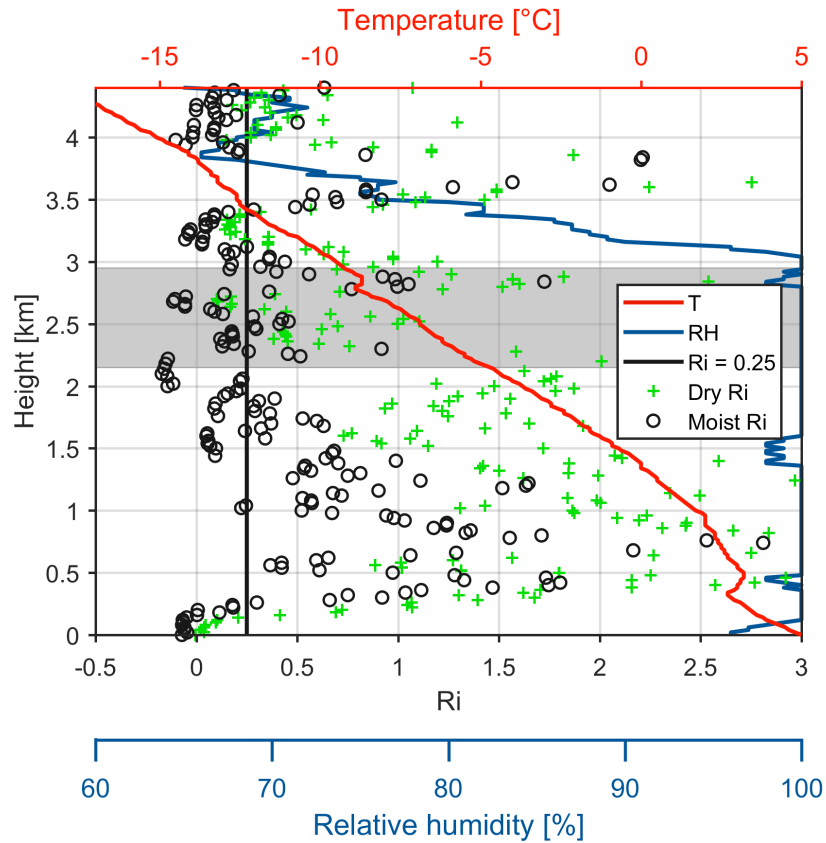 Temperature [°C]
-15 -10 -5 0 5
4
3.5
3
2.5
2
1.5
1
0.5
0
Height [km]
T
RH
Ri = 0.25
Dry Ri
Moist Ri
-0.5 0 0.5 1 1.5 2 2.5 3
Ri
60 70 80 90 100
Relative humidity [%]